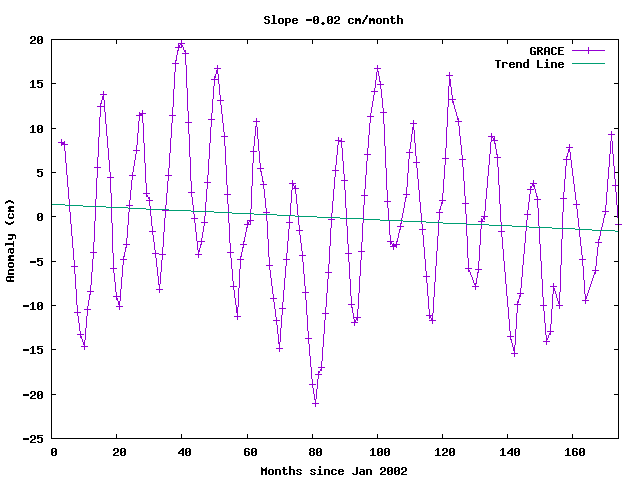 Slope -0.02 cm/month
GRACE
Trend Line
Anomaly (cm)
20
15
10
5
0
-5
-10
-15
-20
-25
0 20 40 60 80 100 120 140 160
Months since Jan 2002